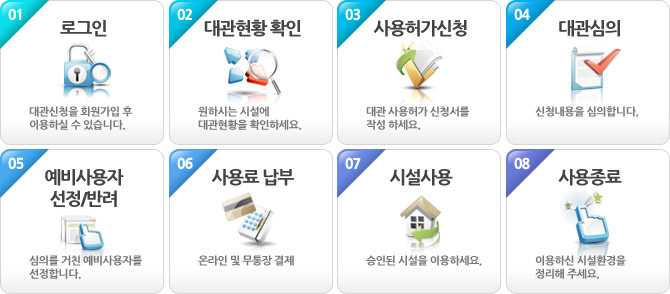 01
로그인
대관신청을 회원가입 후
이용하실 수 있습니다.
02
대관현황 확인
원하시는 시설에
대관현황을 확인하세요.
03
사용허가신청
대관 사용허가 신청서를
작성 하세요.
04
대관심의
신청내용을 심의합니다.
05
예비사용자
선정/반려
심의를 거친 예비사용자를
선정합니다.
06
사용료 납부
온라인 및 무통장 결제
07
시설사용
승인된 시설을 이용하세요.
08
사용종료
이용하신 시설환경을
정리해 주세요.